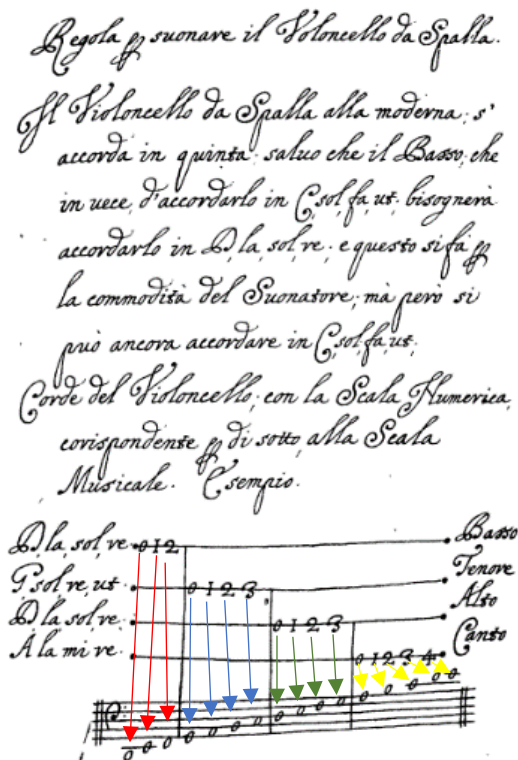 Regola p suonare il Voloncello da Spalla.
Il Violoncello da Spalla alla moderna; s'
accorda in quinta; saluo che il Basso; che
in uece, d'accordarlo in C,sol,fa,ut; bisognerà
accordarlo in D,la,sol,re; e questo si fà p
la commodità del Suonatore; mà però si
può ancora accordare in C,sol,fa,ut;
Corde del Violoncello; con la Scala Numerica,
corispondente p di sotto alla Scala
Musicale. Esempio.
D,la,sol,re 0 1 2 Basso
G,sol,re,ut 0 1 2 3 Tenore
D,la,sol,re 0 1 2 3 Alto
A,la,mi,re 0 1 2 3 4 Canto